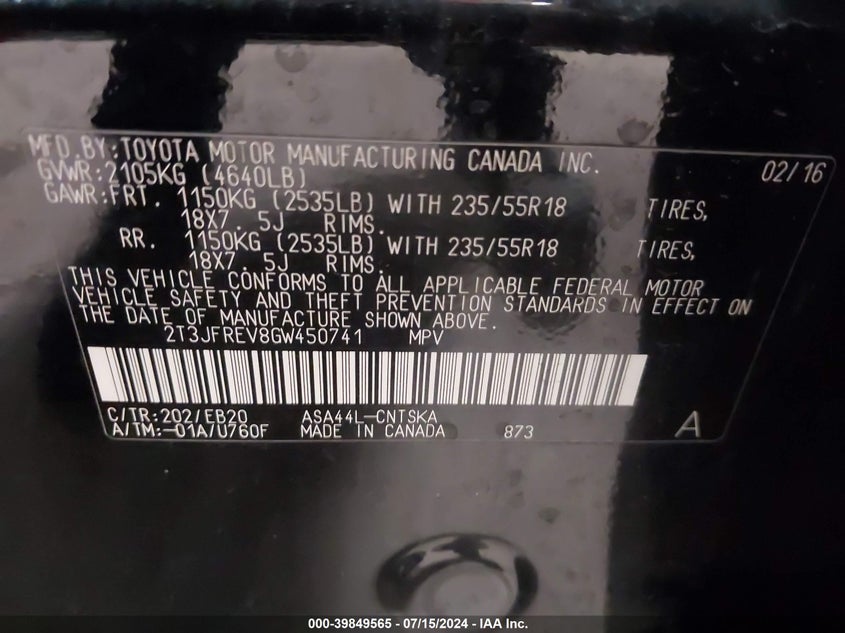 MFD.BY:TOYOTA MOTOR MANUFACTURING CANADA INC. 02/16
GVWR:2105KG (4640LB)
GAWR:FRT. 1150KG (2535LB) WITH 235/55R18 TIRES,
18X7. 5J RIMS.
RR. 1150KG (2535LB) WITH 235/55R18 TIRES,
18X7. 5J RIMS.
THIS VEHICLE CONFORMS TO ALL APPLICABLE FEDERAL MOTOR
VEHICLE SAFETY AND THEFT PREVENTION STANDARDS IN EFFECT ON
THE DATE OF MANUFACTURE SHOWN ABOVE.
2T3JFREV8GW450741 MPV
C/TR:202/EB20 ASA44L-CNTSKA
A/TM:-01A/U760F MADE IN CANADA 873 A
000-39849565 - 07/15/2024 - IAA Inc.